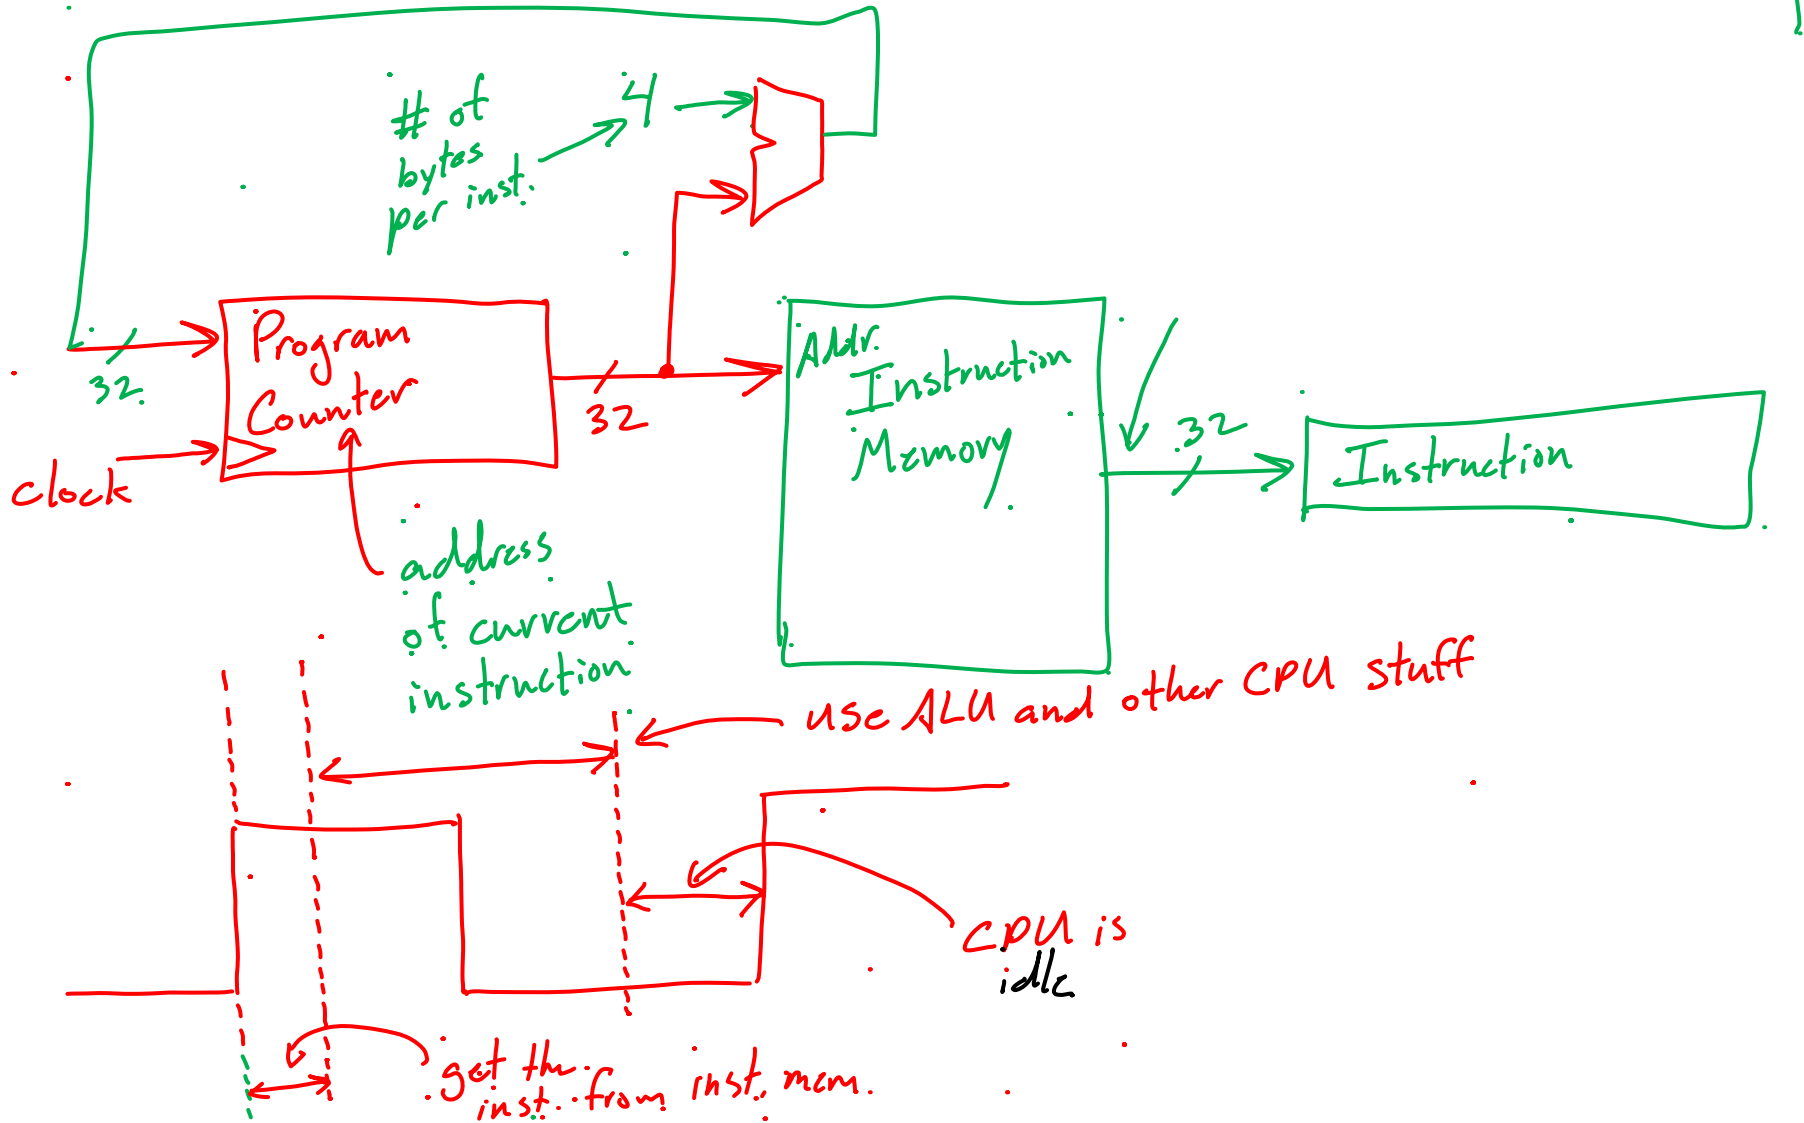 # of
bytes
per inst.
4
Program
Counter
32
clock
32
Addr.
Instruction
Memory
32
Instruction
address
of current
instruction
use ALU and other CPU stuff
CPU is
idle
get the
inst. from inst. mem.